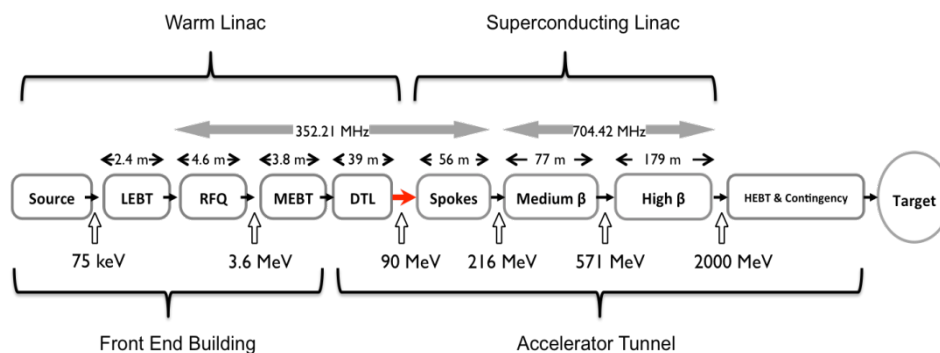 Warm Linac
Superconducting Linac
352.21 MHz
704.42 MHz
2.4 m
4.6 m
3.8 m
39 m
56 m
77 m
179 m
Source
LEBT
RFQ
MEBT
DTL
Spokes
Medium β
High β
HEBT & Contingency
Target
75 keV
3.6 MeV
90 MeV
216 MeV
571 MeV
2000 MeV
Front End Building
Accelerator Tunnel